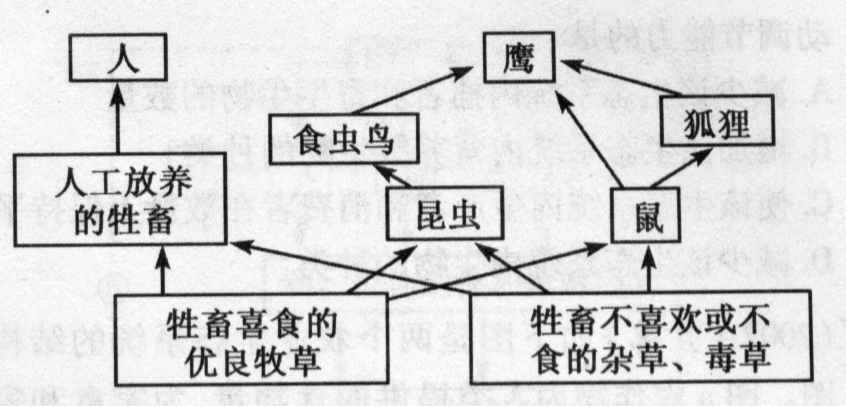 人
鹰
食虫鸟
狐狸
人工放养
的牲畜
昆虫
鼠
牲畜喜食的
优良牧草
牲畜不喜欢或不
食的杂草、毒草